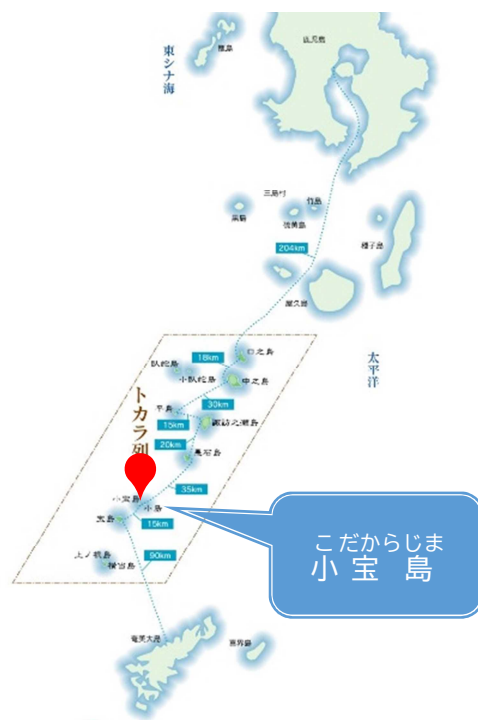 甑島
鹿児島
東シナ海
三島村
竹島
黒島
硫黄島
種子島
204km
屋久島
太平洋
口之島
18km
臥蛇島
小臥蛇島
中之島
30km
平島
15km
諏訪之瀬島
トカラ列
20km
悪石島
35km
小宝島
小島
宝島
15km
上ノ根島
横当島
90km
こだからじま
小宝 島
奄美大島
喜界島